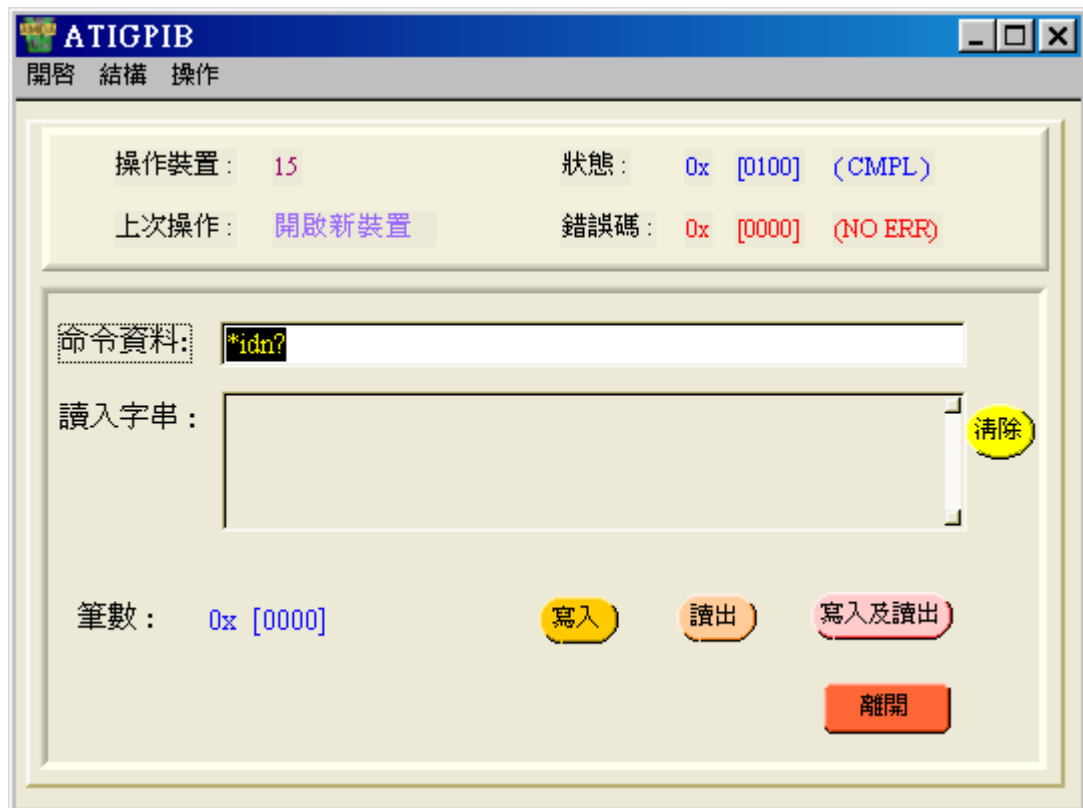 ATIGPIB
開啓 結構 操作
操作裝置： 15 狀態： 0x [0100] (CMPL)
上次操作： 開啟新裝置 錯誤碼： 0x [0000] (NO ERR)
命令資料: *idn?
讀入字串：
清除
筆數： 0x [0000] 寫入 讀出 寫入及讀出
離開